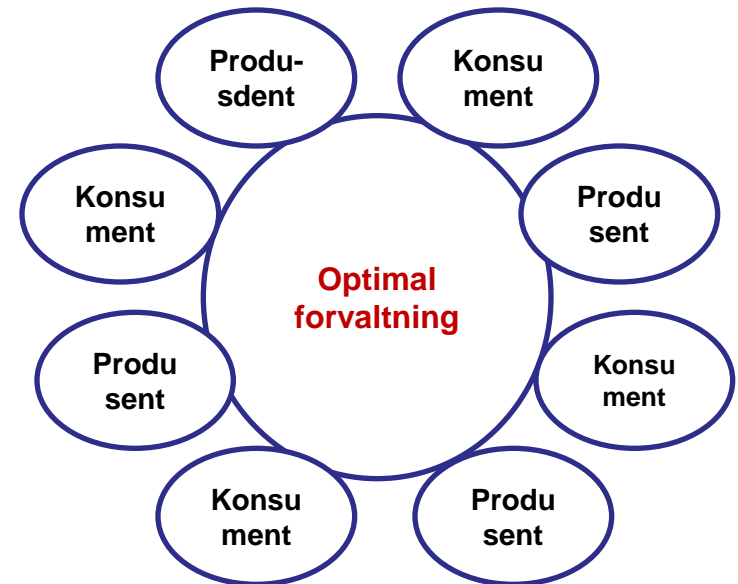 Produ-
sdent
Konsu
ment
Konsu
ment
Produ
sent
Optimal
forvaltning
Produ
sent
Konsu
ment
Konsu
ment
Produ
sent